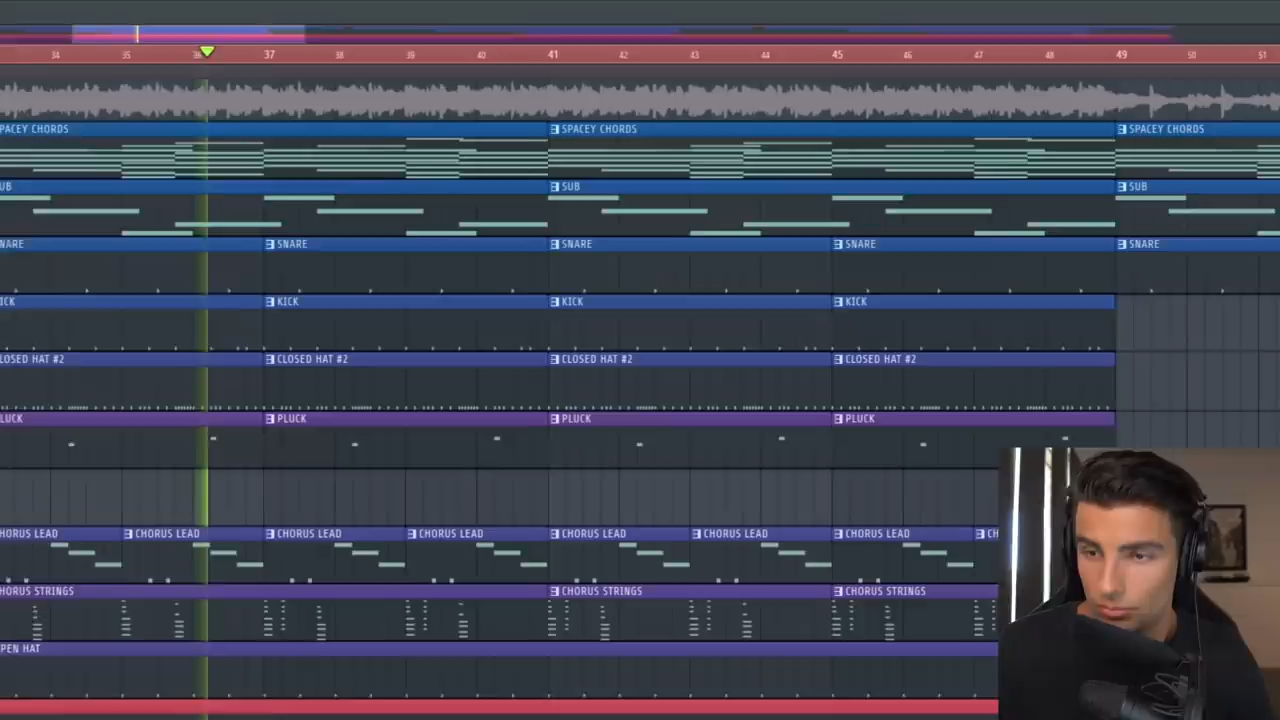 34 35 36 37 38 39 40 41 42 43 44 45 46 47 48 49 50 51
PACEY CHORDS SPACEY CHORDS SPACEY CHORDS
UB SUB SUB
NARE SNARE SNARE SNARE SNARE
ICK KICK KICK KICK
LOSED HAT #2 CLOSED HAT #2 CLOSED HAT #2 CLOSED HAT #2
LUCK PLUCK PLUCK PLUCK
HORUS LEAD CHORUS LEAD CHORUS LEAD CHORUS LEAD CHORUS LEAD CHORUS LEAD CHORUS LEAD CH
HORUS STRINGS CHORUS STRINGS CHORUS STRINGS
PEN HAT